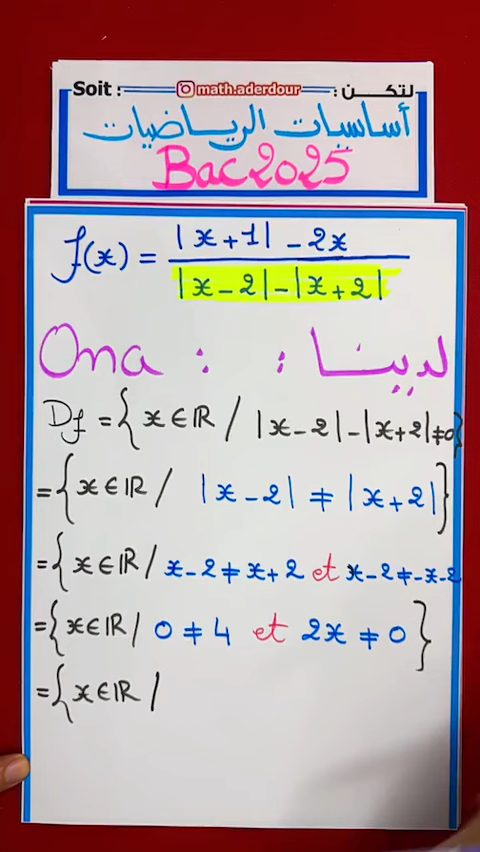 Soit : math.aderdour لتكن :
أساسيات الرياضيات
Bac2025
f(x) = |x+1| - 2x / |x-2| - |x+2|
Ona : لدينا :
Df = {x∈ℝ / |x-2| - |x+2| ≠ 0}
= {x∈ℝ / |x-2| ≠ |x+2|}
= {x∈ℝ / x-2 ≠ x+2 et x-2 ≠ -x-2
= {x∈ℝ / 0 ≠ 4 et 2x ≠ 0}
= {x∈ℝ /